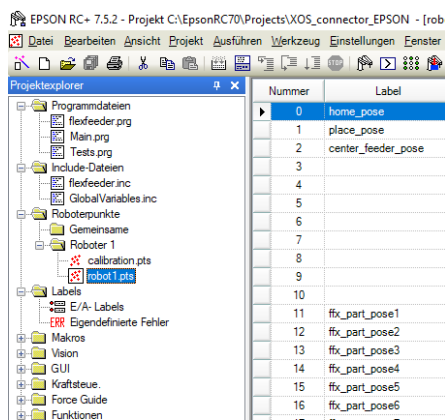 EPSON RC+ 7.5.2 - Projekt C:\EpsonRC70\Projects\XOS_connector_EPSON - [rob
Datei Bearbeiten Ansicht Projekt Ausführen Werkzeug Einstellungen Fenster
Projektexplorer
Programmdateien
flexfeeder.prg
Main.prg
Tests.prg
Include-Dateien
flexfeeder.inc
GlobalVariables.inc
Roboterpunkte
Gemeinsame
Roboter 1
calibration.pts
robot1.pts
Labels
E/A- Labels
ERR Eigendefinierte Fehler
Makros
Vision
GUI
Kraftsteue.
Force Guide
Funktionen
Nummer Label
0 home_pose
1 place_pose
2 center_feeder_pose
3
4
5
6
7
8
9
10
11 ffx_part_pose1
12 ffx_part_pose2
13 ffx_part_pose3
14 ffx_part_pose4
15 ffx_part_pose5
16 ffx_part_pose6